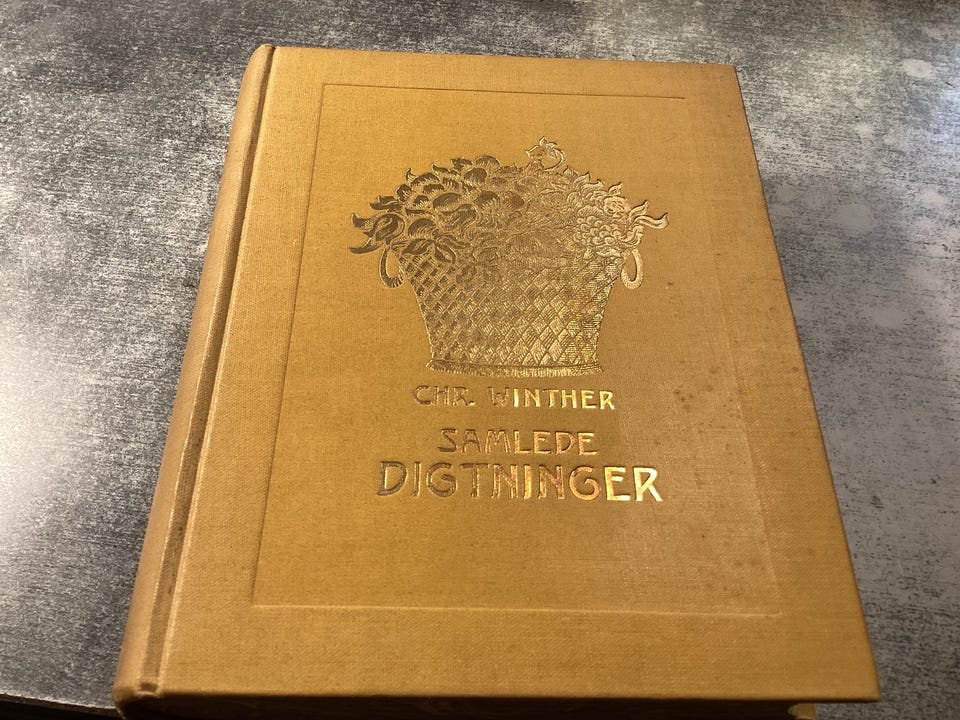 CHR. WINTHER
SAMLEDE
DIGTNINGER